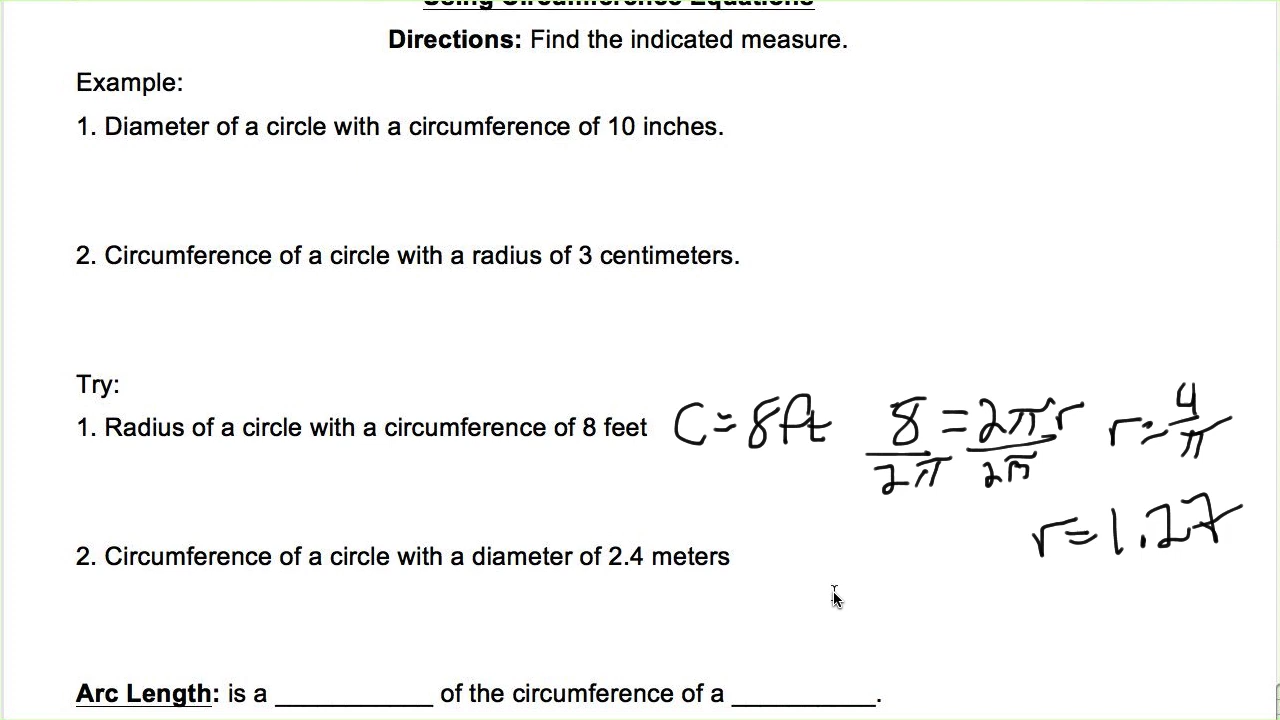 Using Circumference Equations
Directions: Find the indicated measure.
Example:
1. Diameter of a circle with a circumference of 10 inches.
2. Circumference of a circle with a radius of 3 centimeters.
Try:
1. Radius of a circle with a circumference of 8 feet C=8ft 8/2π = 2πr/2π r=4/π
r=1.27
2. Circumference of a circle with a diameter of 2.4 meters
Arc Length: is a ___________ of the circumference of a __________.